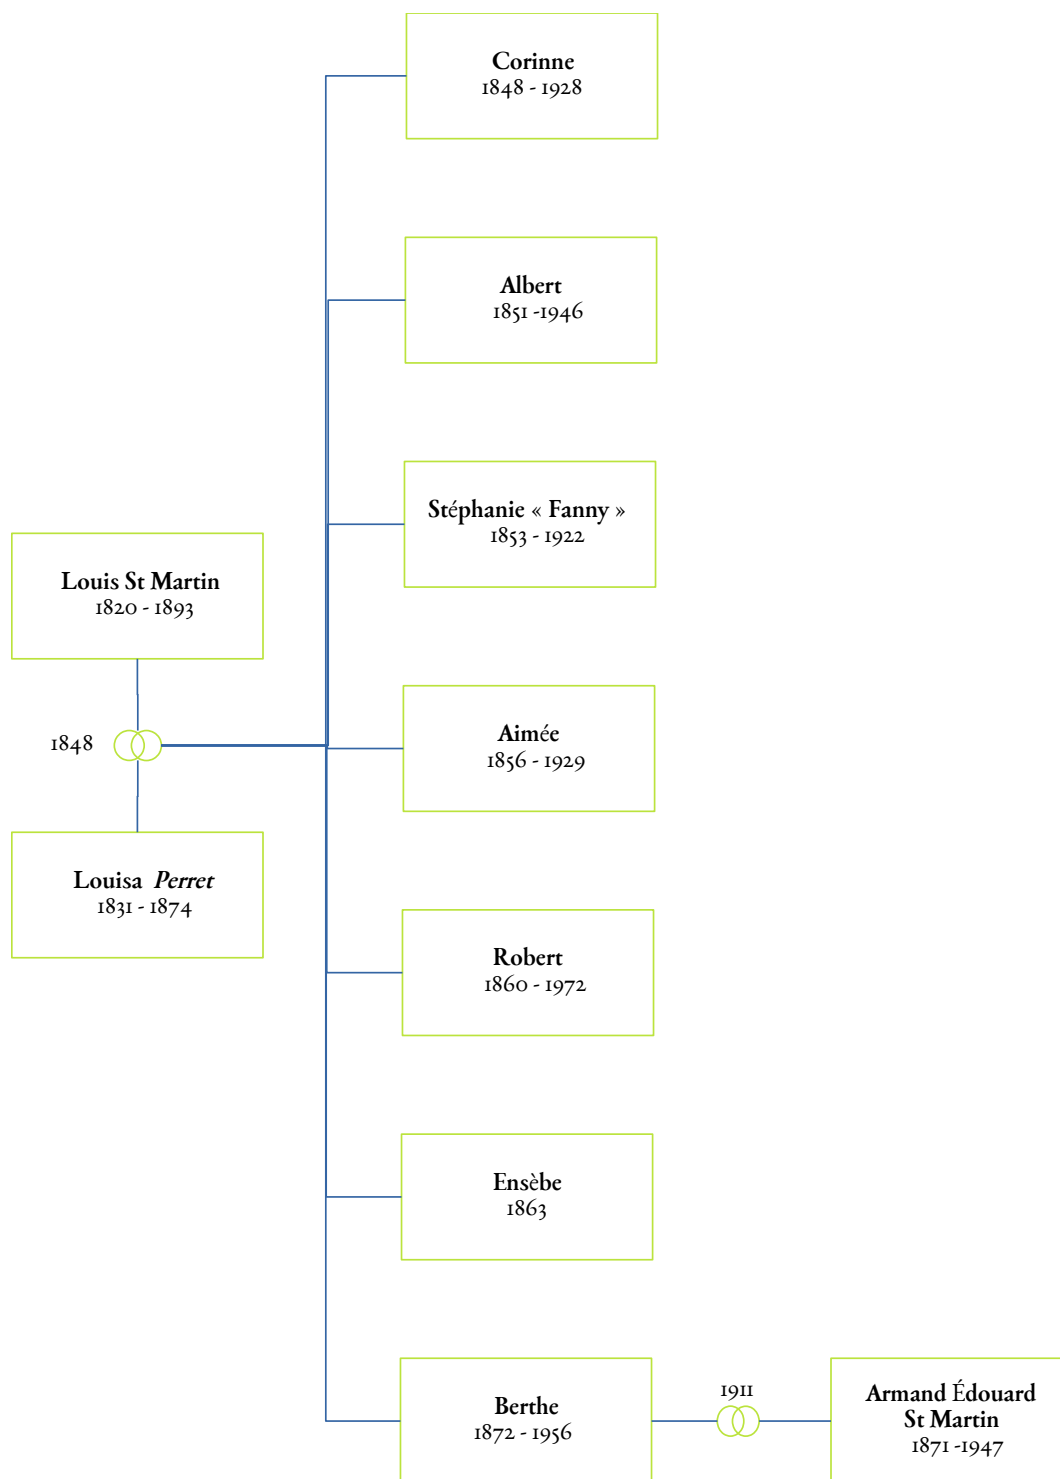 Corinne
1848 - 1928
Albert
1851 -1946
Stéphanie « Fanny »
1853 - 1922
Louis St Martin
1820 - 1893
1848
Louisa Perret
1831 - 1874
Aimée
1856 - 1929
Robert
1860 - 1972
Ensèbe
1863
Berthe
1872 - 1956
1911
Armand Édouard
St Martin
1871 -1947